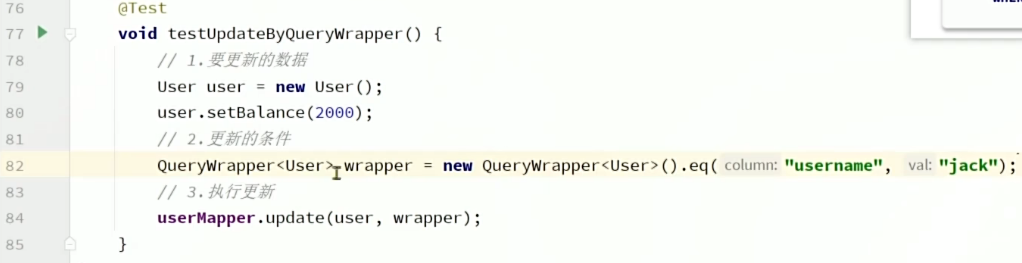 76 @Test
77 void testUpdateByQueryWrapper() {
78 // 1.要更新的数据
79 User user = new User();
80 user.setBalance(2000);
81 // 2.更新的条件
82 QueryWrapper<User> wrapper = new QueryWrapper<User>().eq( column: "username", val: "jack");
83 // 3.执行更新
84 userMapper.update(user, wrapper);
85 }